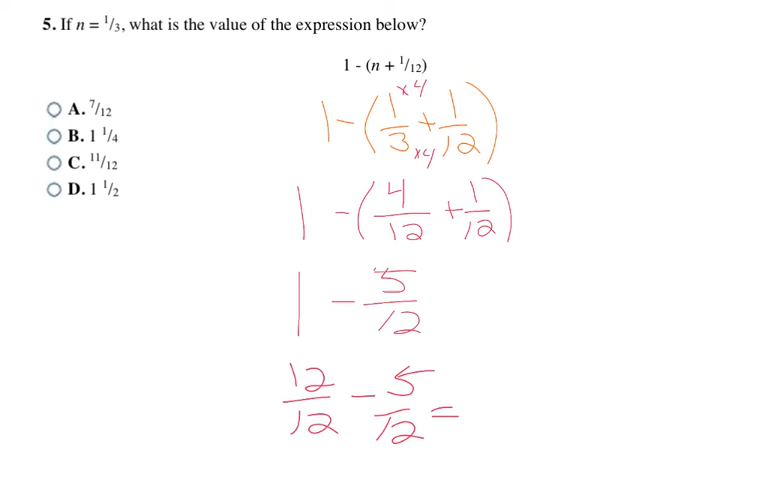 5. If n = 1/3, what is the value of the expression below?
1 - (n + 1/12)
A. 7/12
B. 1 1/4
C. 11/12
D. 1 1/2
x4
1 - (1/3 + 1/12)
x4
1 - (4/12 + 1/12)
1 - 5/12
12/12 - 5/12 =